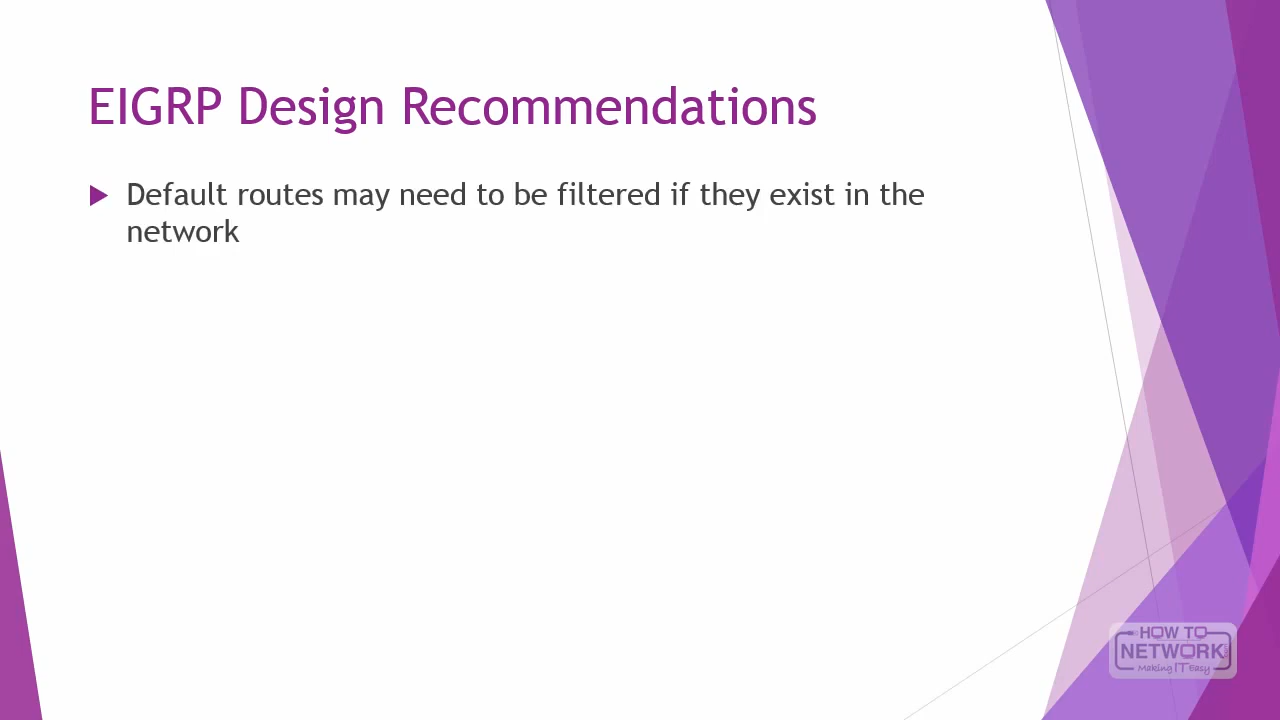 EIGRP Design Recommendations
Default routes may need to be filtered if they exist in the
network
HOW TO
NETWORK
Making IT Easy